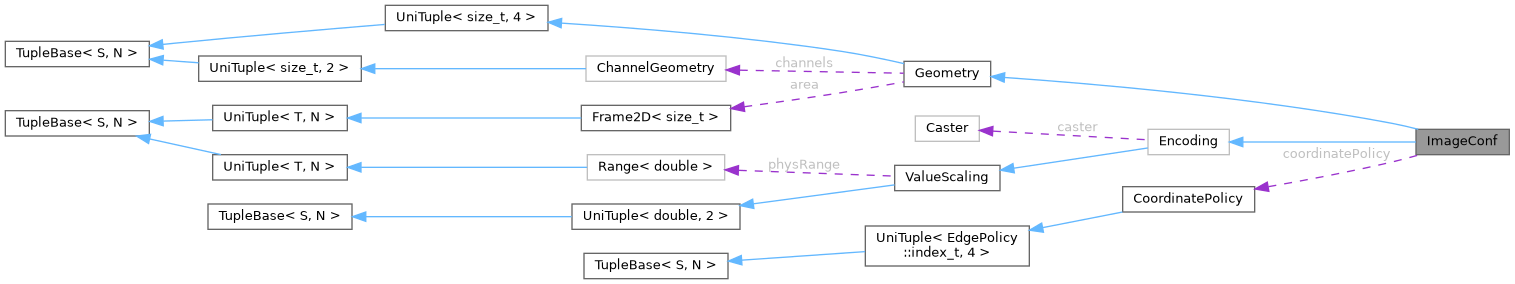 UniTuple< size_t, 4 >
TupleBase< S, N >
UniTuple< size_t, 2 >
ChannelGeometry
channels
Geometry
area
TupleBase< S, N >
UniTuple< T, N >
Frame2D< size_t >
Caster
caster
Encoding
ImageConf
coordinatePolicy
UniTuple< T, N >
Range< double >
physRange
ValueScaling
CoordinatePolicy
TupleBase< S, N >
UniTuple< double, 2 >
UniTuple< EdgePolicy
::index_t, 4 >
TupleBase< S, N >